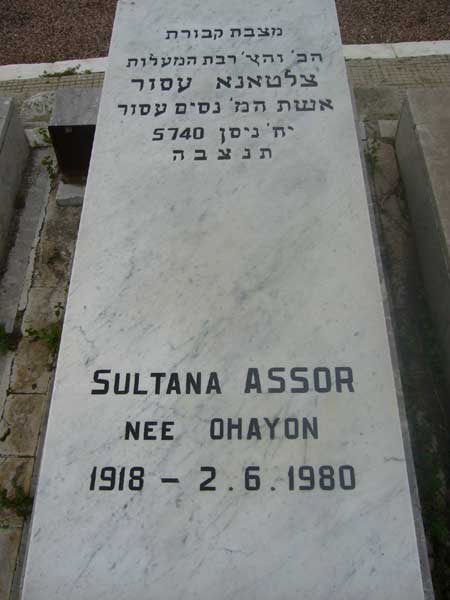 מצבת קבורת
הכ׳ והצ׳ רבת המעלות
צלטאנא עסור
אשת המ׳ נסים עסור
יח׳ ניסן 5740
תנצבה
SULTANA ASSOR
NEE OHAYON
1918 – 2.6.1980